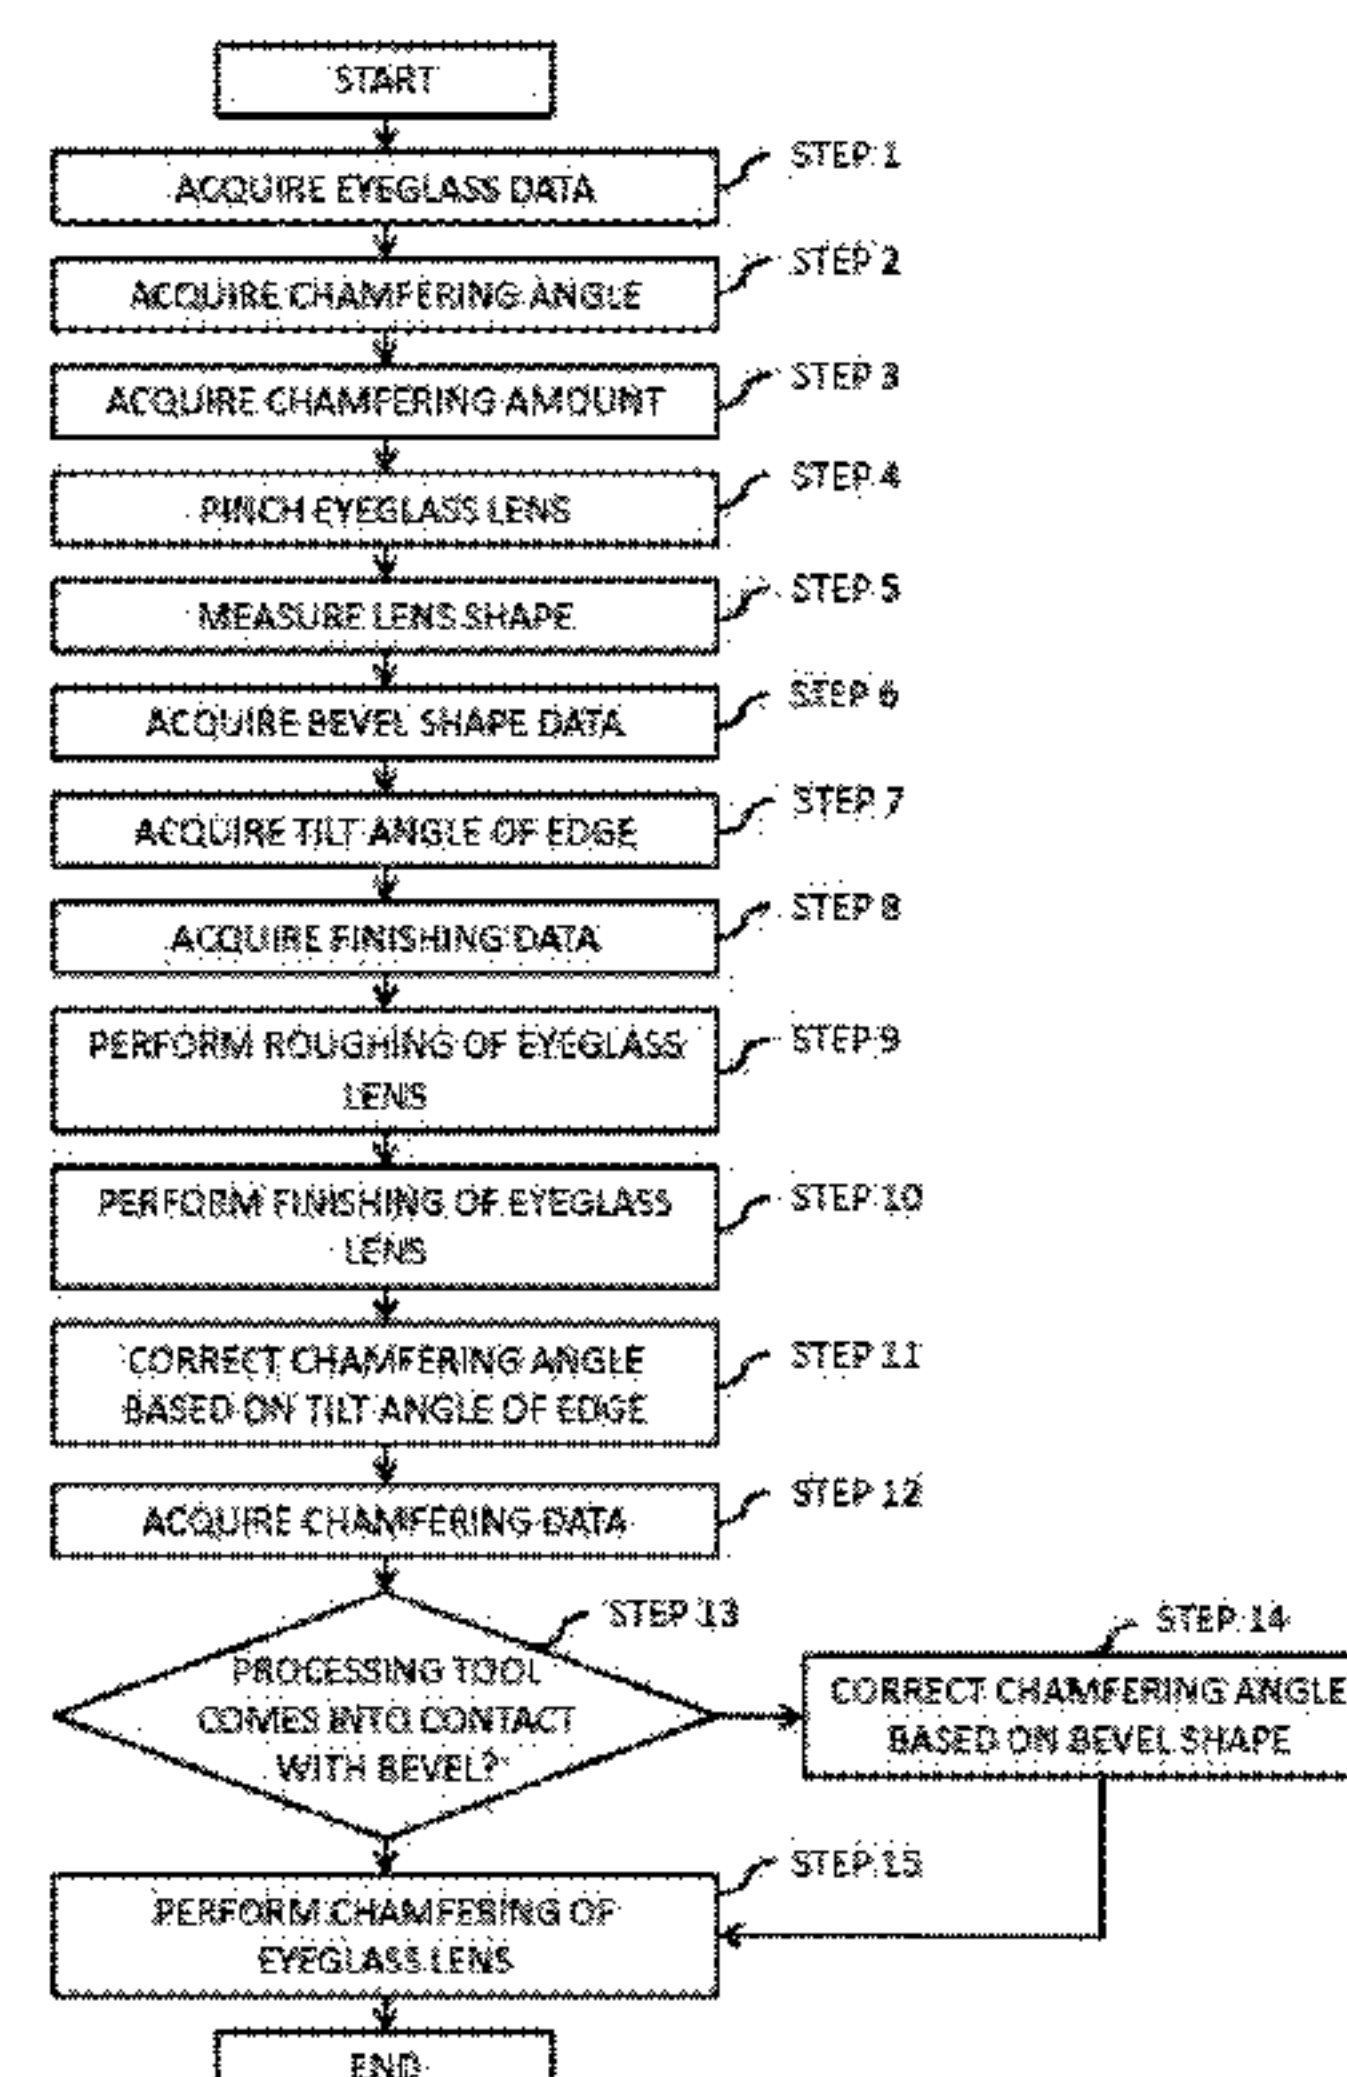 START
STEP 1
ACQUIRE EYEGLASS DATA
STEP 2
ACQUIRE CHAMFERING ANGLE
STEP 3
ACQUIRE CHAMFERING AMOUNT
STEP 4
PINCH EYEGLASS LENS
STEP 5
MEASURE LENS SHAPE
STEP 6
ACQUIRE BEVEL SHAPE DATA
STEP 7
ACQUIRE TILT ANGLE OF EDGE
STEP 8
ACQUIRE FINISHING DATA
STEP 9
PERFORM ROUGHING OF EYEGLASS
LENS
STEP 10
PERFORM FINISHING OF EYEGLASS
LENS
STEP 11
CORRECT CHAMFERING ANGLE
BASED ON TILT ANGLE OF EDGE
STEP 12
ACQUIRE CHAMFERING DATA
STEP 13
PROCESSING TOOL
COMES INTO CONTACT
WITH BEVEL?
STEP 14
CORRECT CHAMFERING ANGLE
BASED ON BEVEL SHAPE
STEP 15
PERFORM CHAMFERING OF
EYEGLASS LENS
END